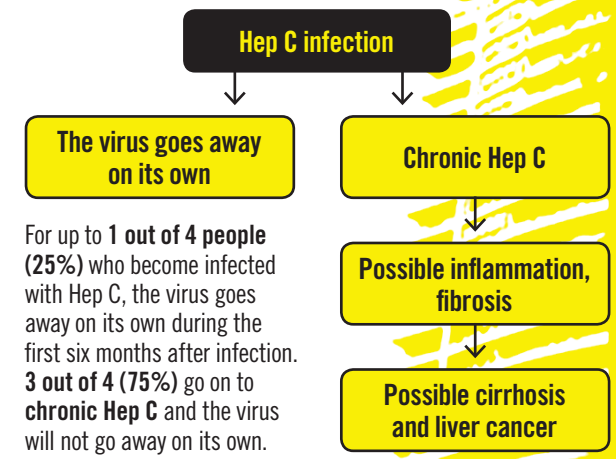 Hep C infection
The virus goes away
on its own
For up to 1 out of 4 people
(25%) who become infected
with Hep C, the virus goes
away on its own during the
first six months after infection.
3 out of 4 (75%) go on to
chronic Hep C and the virus
will not go away on its own.
Chronic Hep C
Possible inflammation,
fibrosis
Possible cirrhosis
and liver cancer